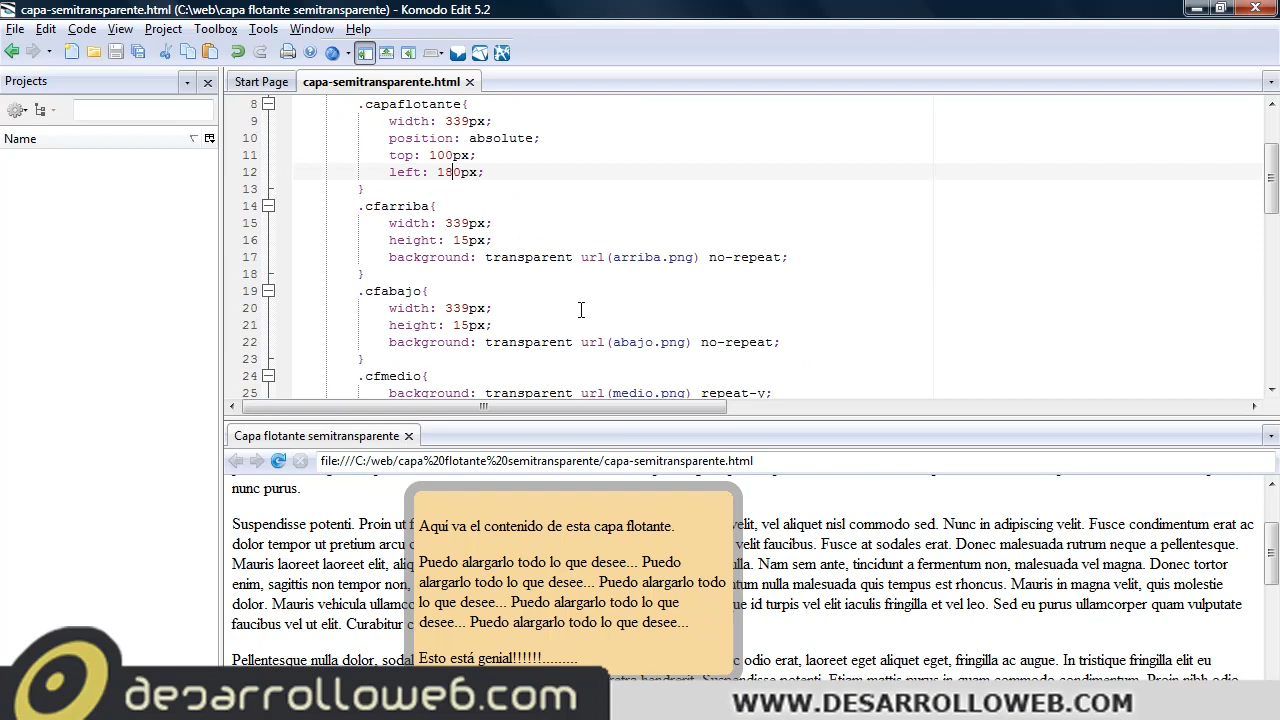 capa-semitransparente.html (C:\web\capa flotante semitransparente) - Komodo Edit 5.2
File Edit Code View Project Toolbox Tools Window Help
Projects
Start Page
capa-semitransparente.html
Name
8 .capaflotante{
9 width: 339px;
10 position: absolute;
11 top: 100px;
12 left: 180px;
13 }
14 .cfarriba{
15 width: 339px;
16 height: 15px;
17 background: transparent url(arriba.png) no-repeat;
18 }
19 .cfabajo{
20 width: 339px;
21 height: 15px;
22 background: transparent url(abajo.png) no-repeat;
23 }
24 .cfmedio{
25 background: transparent url(medio.png) repeat-y;
Capa flotante semitransparente
file:///C:/web/capa%20flotante%20semitransparente/capa-semitransparente.html
nunc purus.
Suspendisse potenti. Proin ut velit, vel aliquet nisl commodo sed. Nunc in adipiscing velit. Fusce condimentum erat ac
dolor tempor ut pretium arcu velit faucibus. Fusce at sodales erat. Donec malesuada rutrum neque a pellentesque.
Mauris laoreet laoreet elit, Nam sem ante, tincidunt a fermentum non, malesuada vel magna. Donec tortor
enim, sagittis non tempor non, nulla malesuada quis tempus est rhoncus. Mauris in magna velit, quis molestie
dolor. Mauris vehicula id turpis vel elit iaculis fringilla et vel leo. Sed eu purus ullamcorper quam vulputate
faucibus vel ut elit. Curabitur
Pellentesque nulla dolor, odio erat, laoreet eget aliquet eget, fringilla ac augue. In tristique fringilla elit eu
Aqui va el contenido de esta capa flotante.
Puedo alargarlo todo lo que desee... Puedo
alargarlo todo lo que desee... Puedo alargarlo todo
lo que desee... Puedo alargarlo todo lo que
desee... Puedo alargarlo todo lo que desee...
Esto está genial!!!!!!.........
desarrolloweb.com
WWW.DESARROLLOWEB.COM